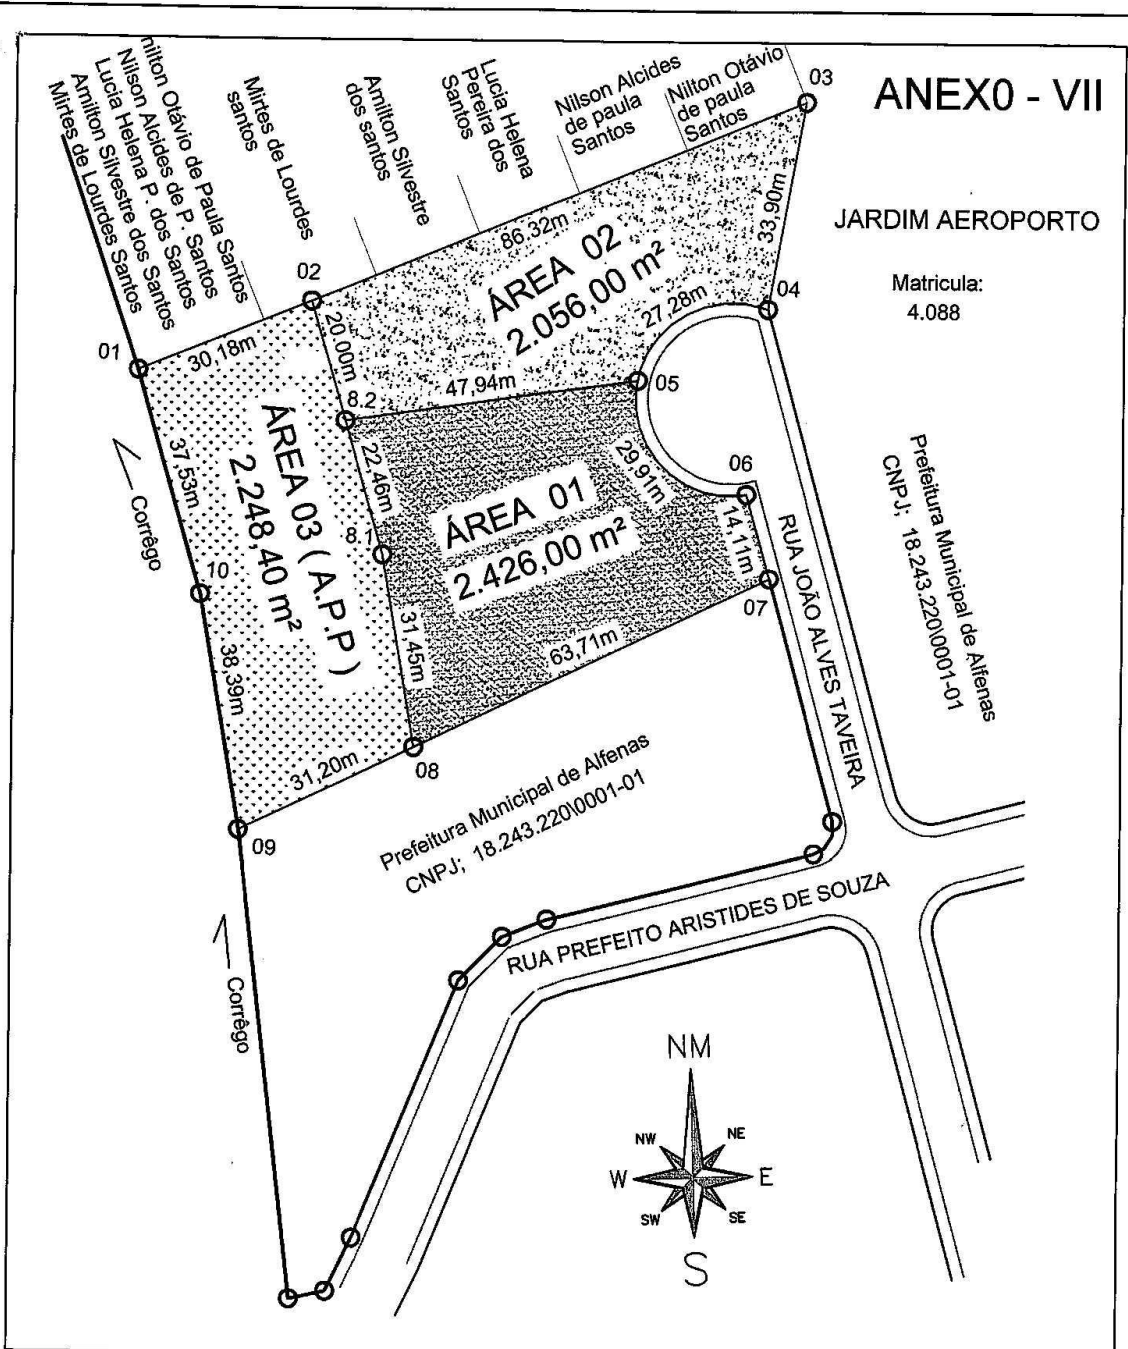 ANEX0 - VII
JARDIM AEROPORTO
Matricula:
4.088
nilton Otávio de Paula Santos
Nilson Alcides de P. Santos
Lucia Helena P. dos Santos
Amilton Silvestre dos Santos
Mirtes de Lourdes Santos
Mirtes de Lourdes
santos
Amilton Silvestre
dos santos
Lucia Helena
Pereira dos
Santos
Nilson Alcides
de paula
Santos
Nilton Otávio
de paula
Santos
03
02
01
86.32m
33,90m
30,18m
20.00m
ÁREA 02
2.056,00 m²
27.28m
04
47,94m
05
8.2
37,53m
22.46m
ÁREA 03 ( A.P.P )
2.248,40 m²
ÁREA 01
2.426,00 m²
29.91m
06
14,11m
07
8.1
10
Corrêgo
31,45m
63,71m
38,39m
31,20m
08
09
RUA JOÃO ALVES TAVEIRA
Prefeitura Municipal de Alfenas
CNPJ; 18.243.220\0001-01
Prefeitura Municipal de Alfenas
CNPJ; 18.243.220\0001-01
RUA PREFEITO ARISTIDES DE SOUZA
Corrêgo
NM
NW
NE
W
E
SW
SE
S